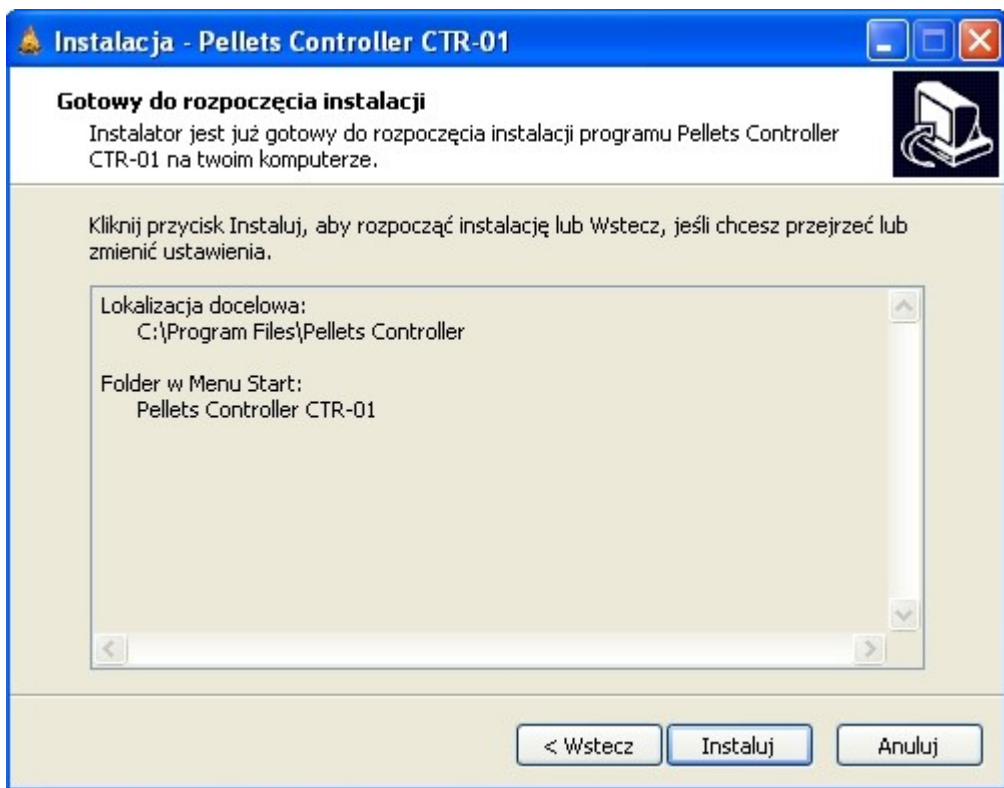 Instalacja - Pellets Controller CTR-01
Gotowy do rozpoczęcia instalacji
Instalator jest już gotowy do rozpoczęcia instalacji programu Pellets Controller
CTR-01 na twoim komputerze.
Kliknij przycisk Instaluj, aby rozpocząć instalację lub Wstecz, jeśli chcesz przejrzeć lub
zmienić ustawienia.
Lokalizacja docelowa:
C:\Program Files\Pellets Controller
Folder w Menu Start:
Pellets Controller CTR-01
< Wstecz Instaluj Anuluj